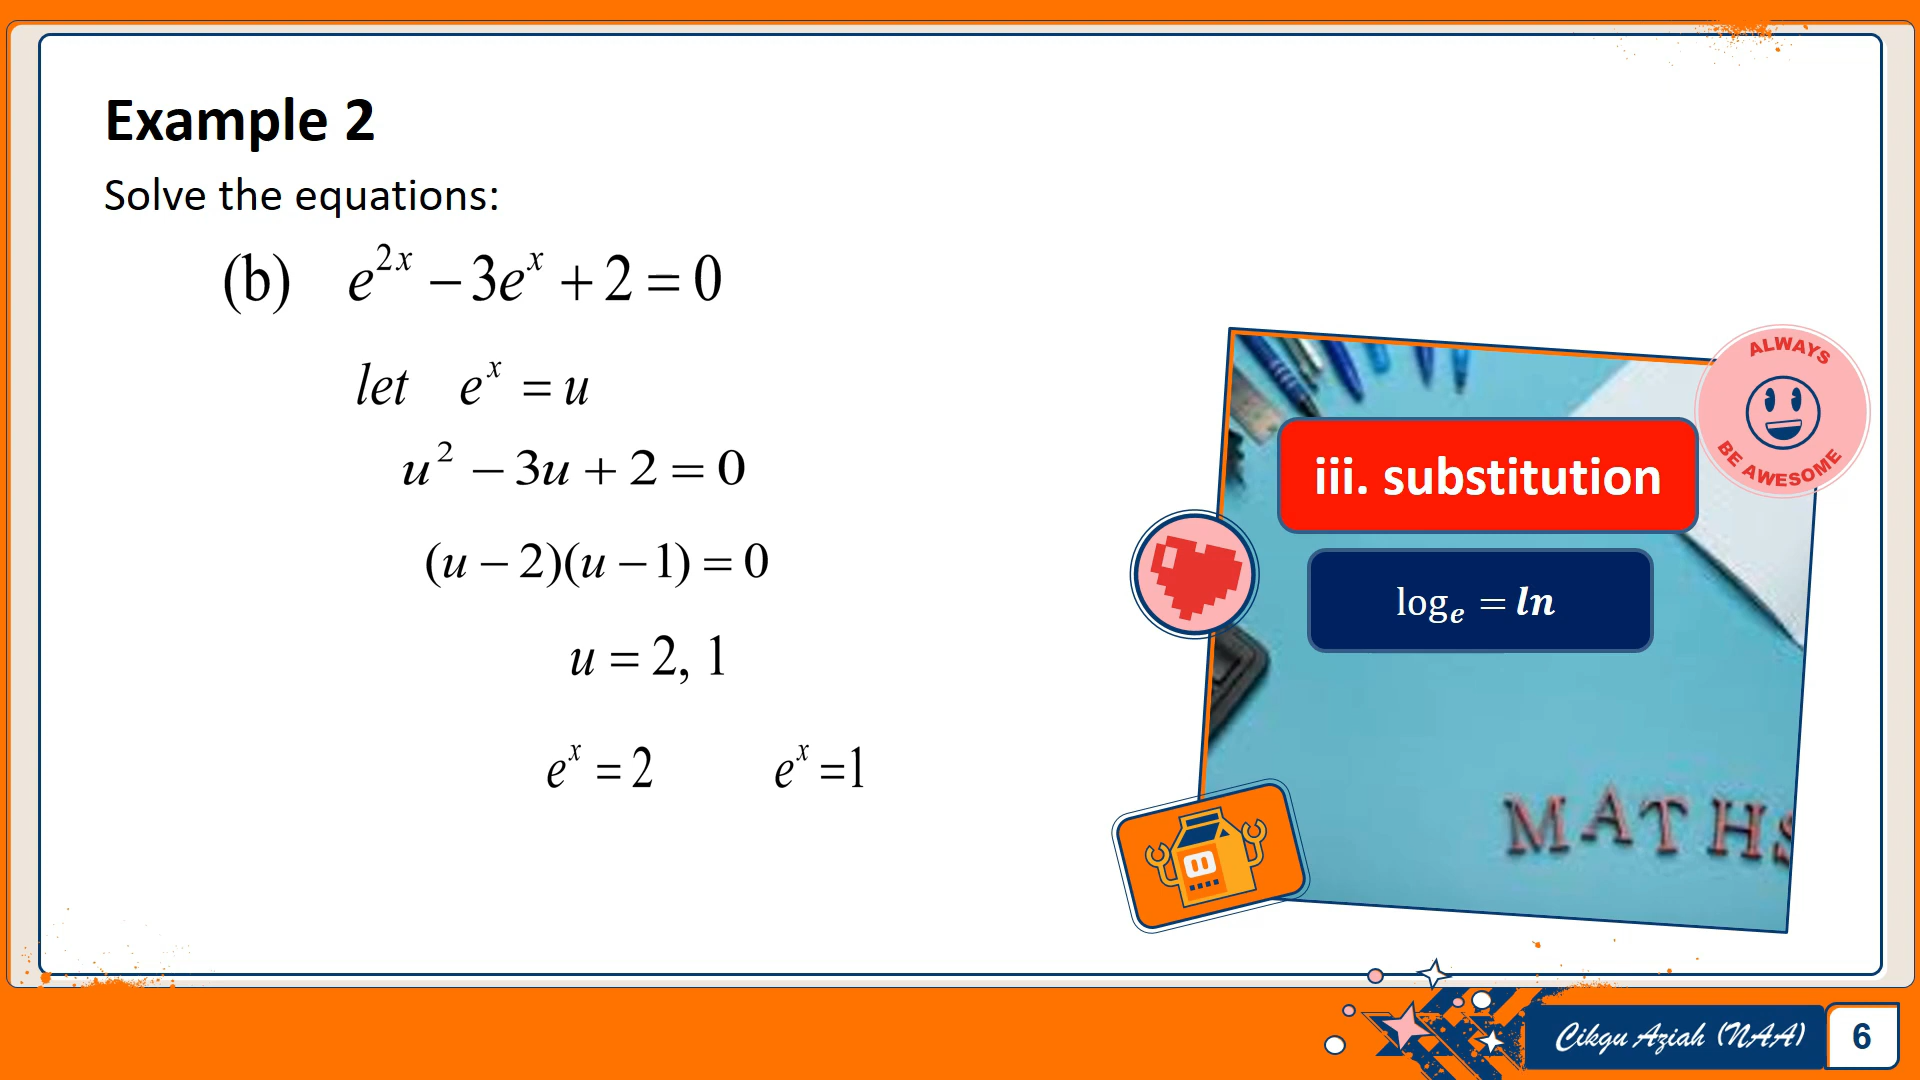 Example 2
Solve the equations:
(b) e^{2x} − 3e^{x} + 2 = 0
let e^{x} = u
u^{2} − 3u + 2 = 0
(u − 2)(u − 1) = 0
u = 2, 1
e^{x} = 2 e^{x} = 1
ALWAYS
BE AWESOME
iii. substitution
log_{e} = ln
MATHS
Cikgu Aziah (NAA)
6